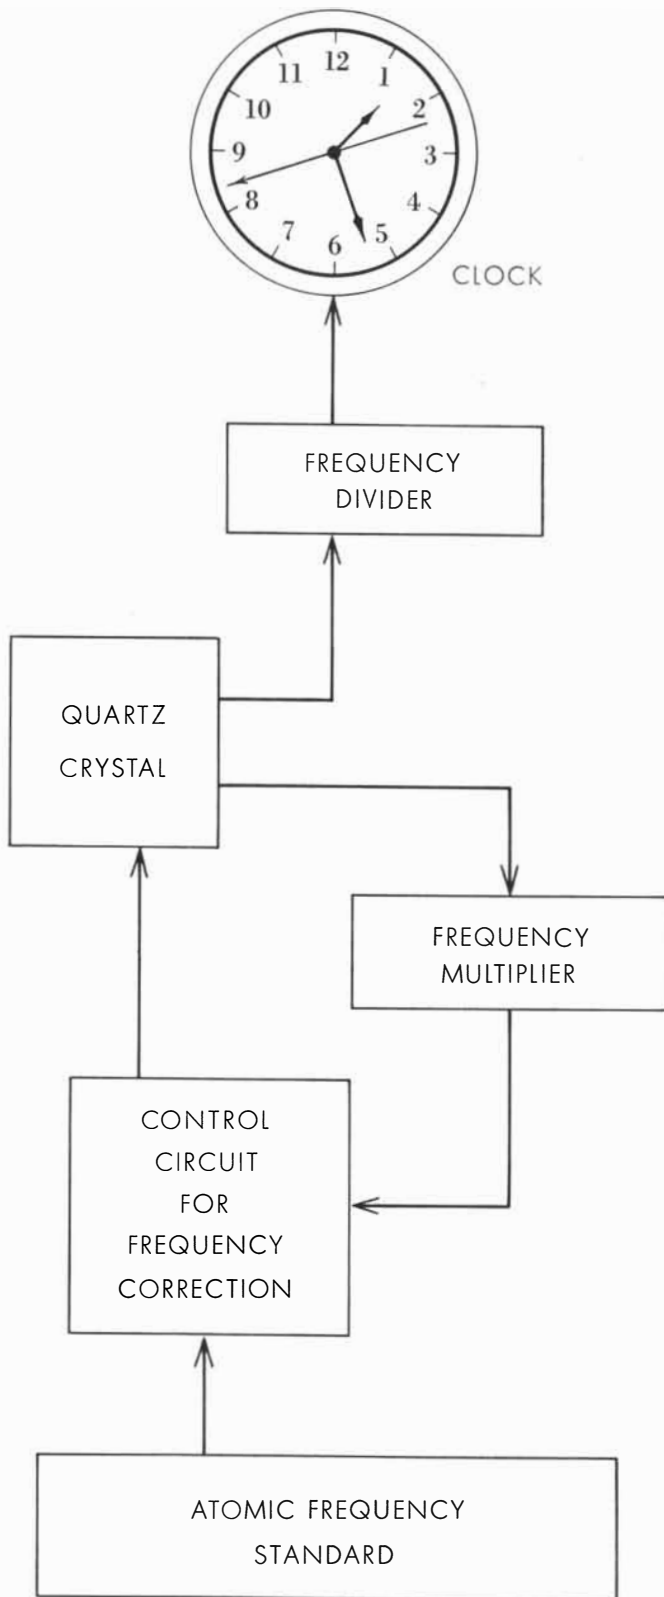 12
11
1
10
2
9
3
8
4
7
5
6
CLOCK
FREQUENCY
DIVIDER
QUARTZ
CRYSTAL
FREQUENCY
MULTIPLIER
CONTROL
CIRCUIT
FOR
FREQUENCY
CORRECTION
ATOMIC FREQUENCY
STANDARD